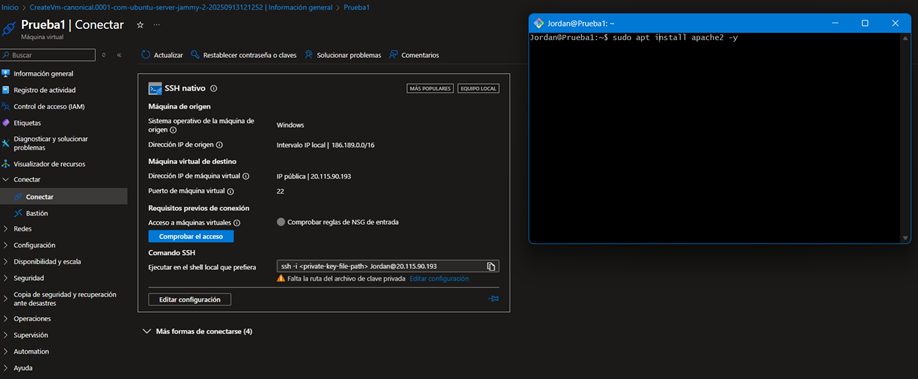 Inicio > CreateVm-canonical.0001-com-ubuntu-server-jammy-2-20250913121252 | Información general > Prueba1
Prueba1 | Conectar
Máquina virtual
Buscar
Información general
Registro de actividad
Control de acceso (IAM)
Etiquetas
Diagnosticar y solucionar
problemas
Visualizador de recursos
Conectar
Conectar
Bastión
Redes
Configuración
Disponibilidad y escala
Seguridad
Copia de seguridad y recuperación
ante desastres
Operaciones
Supervisión
Automation
Ayuda
Actualizar Restablecer contraseña o claves Solucionar problemas Comentarios
SSH nativo MÁS POPULARES EQUIPO LOCAL
Máquina de origen
Sistema operativo de la máquina de
origen Windows
Dirección IP de origen Intervalo IP local | 186.189.0.0/16
Máquina virtual de destino
Dirección IP de máquina virtual IP pública | 20.115.90.193
Puerto de máquina virtual 22
Requisitos previos de conexión
Acceso a máquinas virtuales Comprobar reglas de NSG de entrada
Comprobar el acceso
Comando SSH
Ejecutar en el shell local que prefiera ssh -i <private-key-file-path> Jordan@20.115.90.193
Falta la ruta del archivo de clave privada Editar configuración
Editar configuración
Más formas de conectarse (4)
Jordan@Prueba1: ~
Jordan@Prueba1:~$ sudo apt install apache2 -y